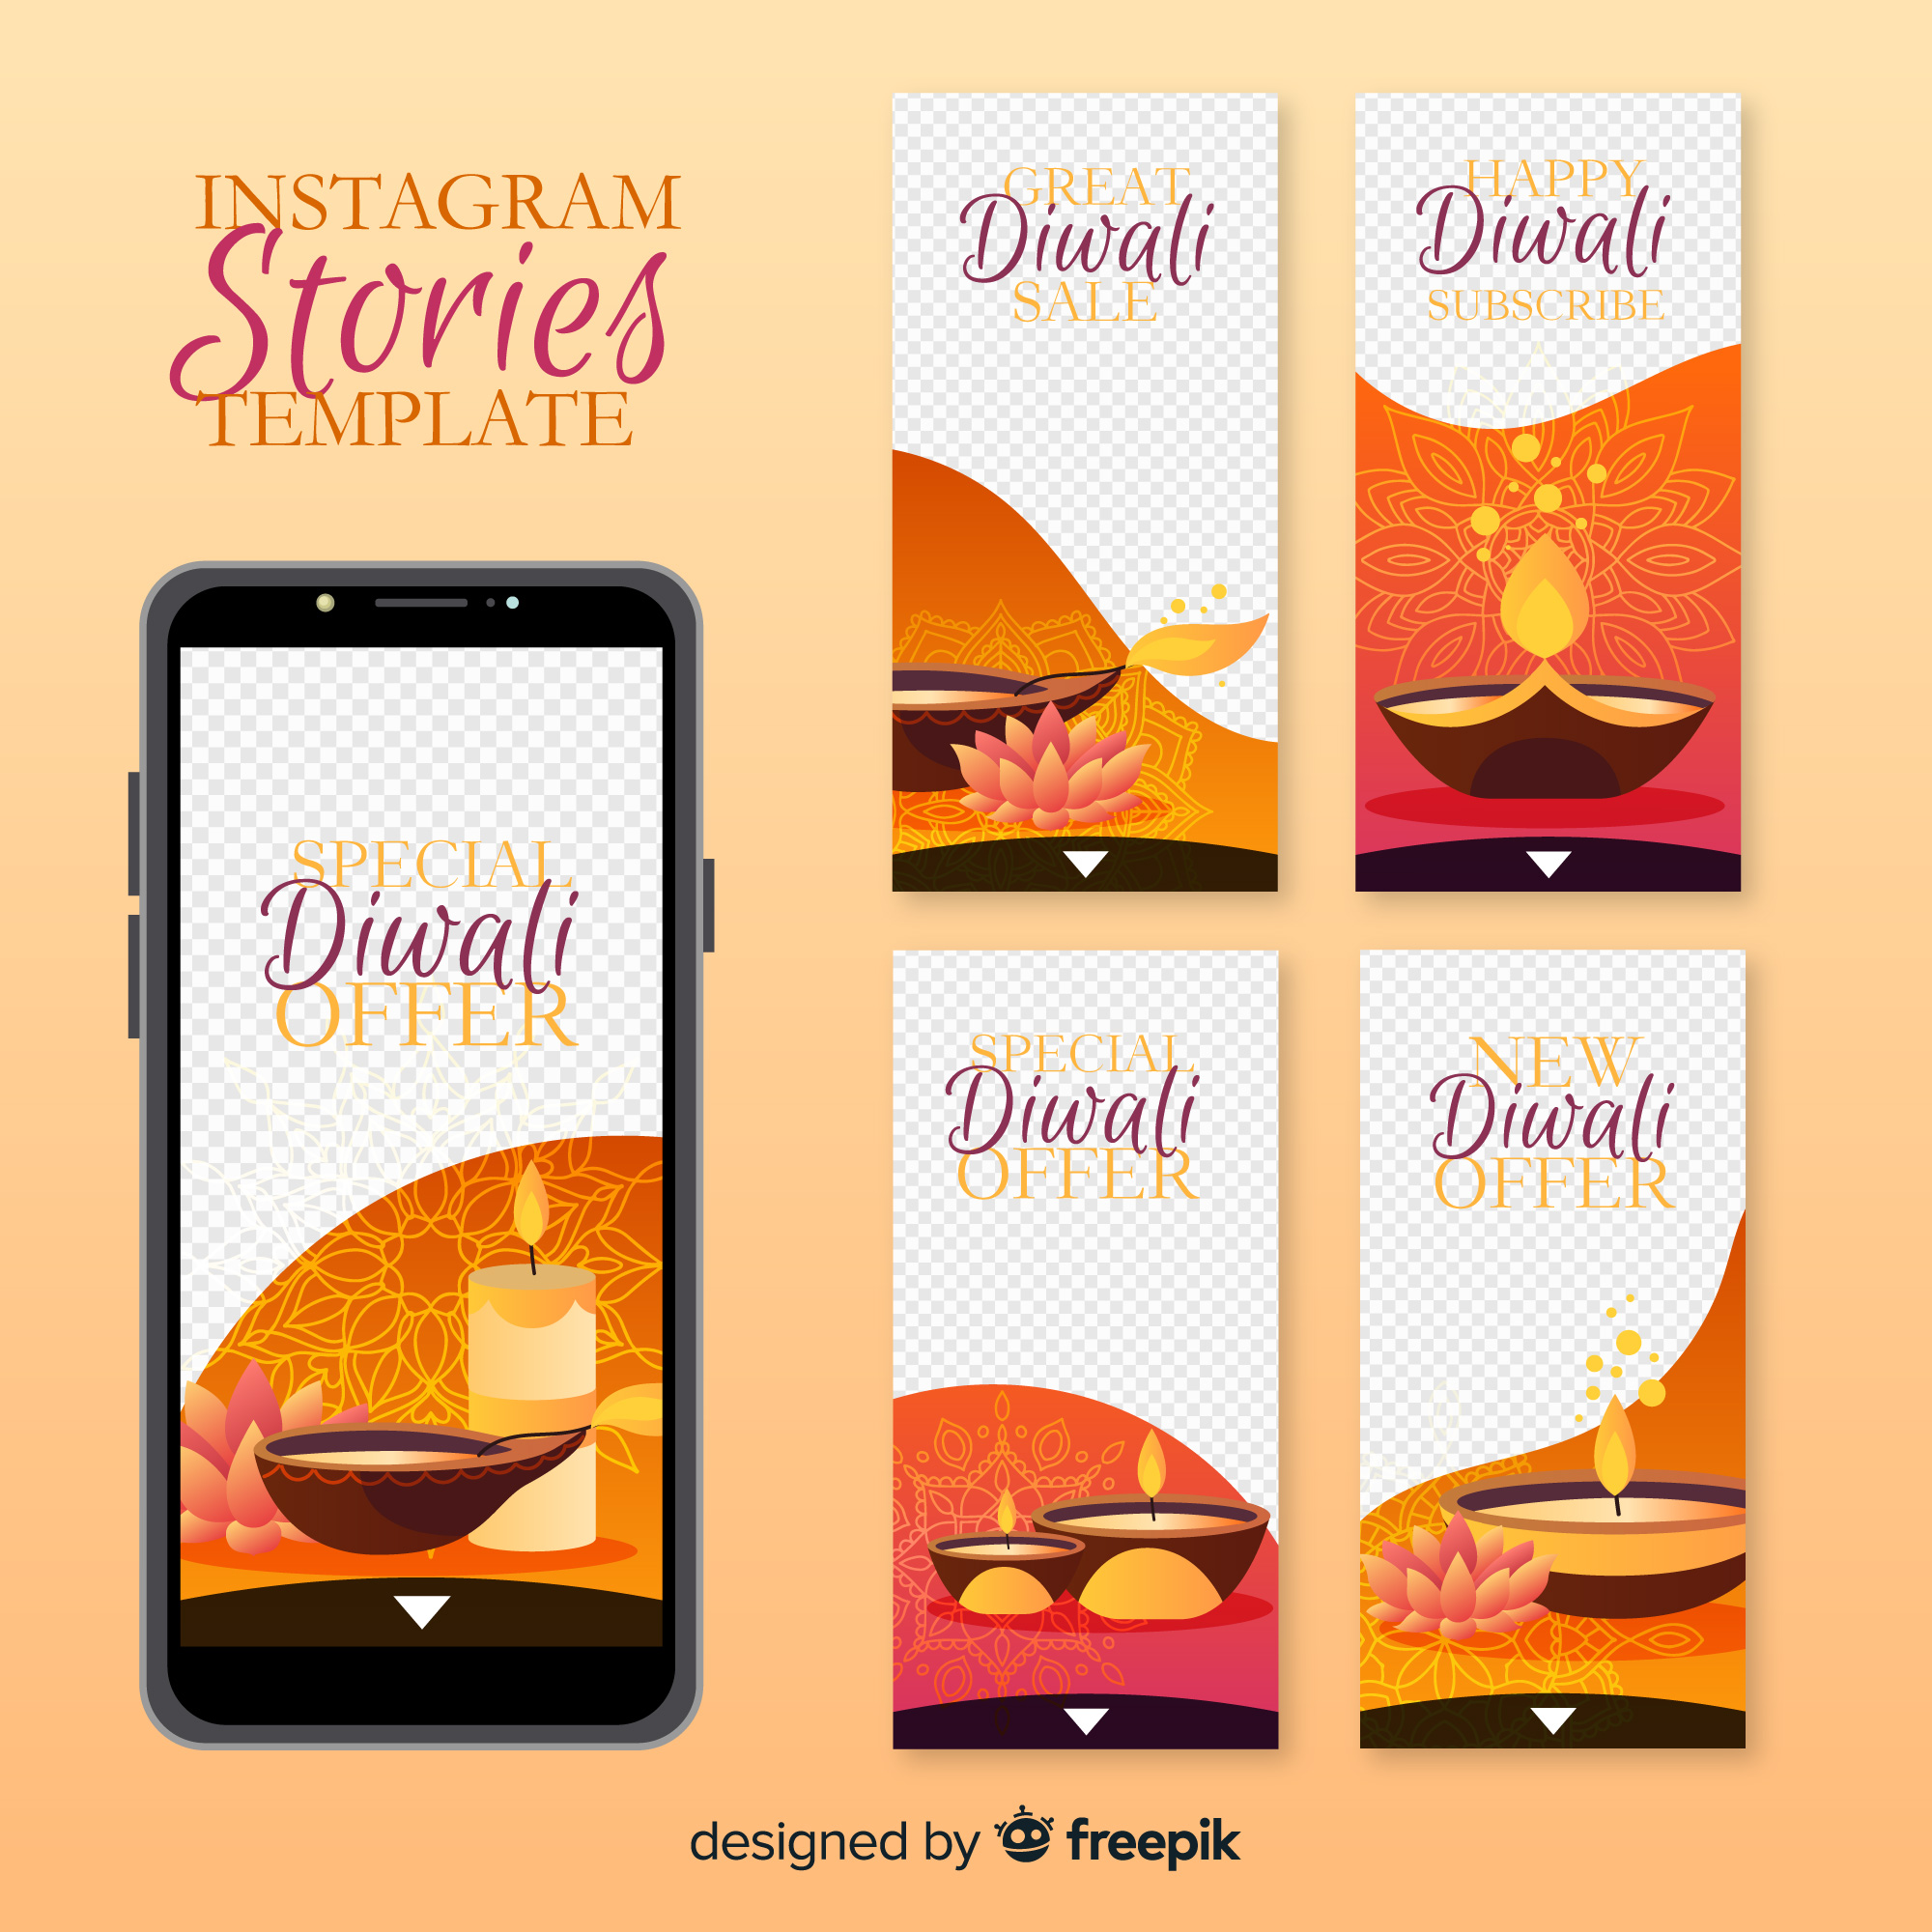 INSTAGRAM
Stories
TEMPLATE
SPECIAL
Diwali
OFFER
GREAT
Diwali
SALE
HAPPY
Diwali
SUBSCRIBE
SPECIAL
Diwali
OFFER
NEW
Diwali
OFFER
designed by freepik